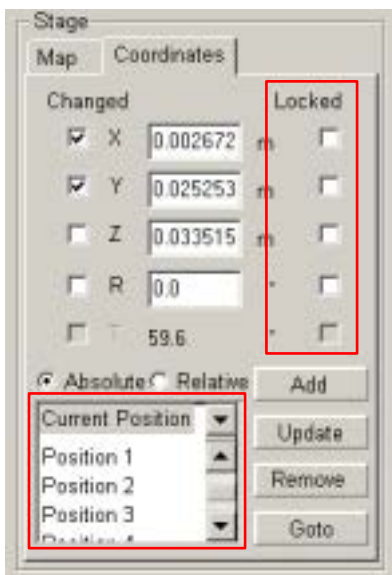 Stage
Map Coordinates
Changed Locked
X 0.002672 m
Y 0.025253 m
Z 0.033515 m
R 0.0 °
T 59.6 °
Absolute Relative Add
Current Position
Update
Position 1
Position 2
Remove
Position 3
Goto